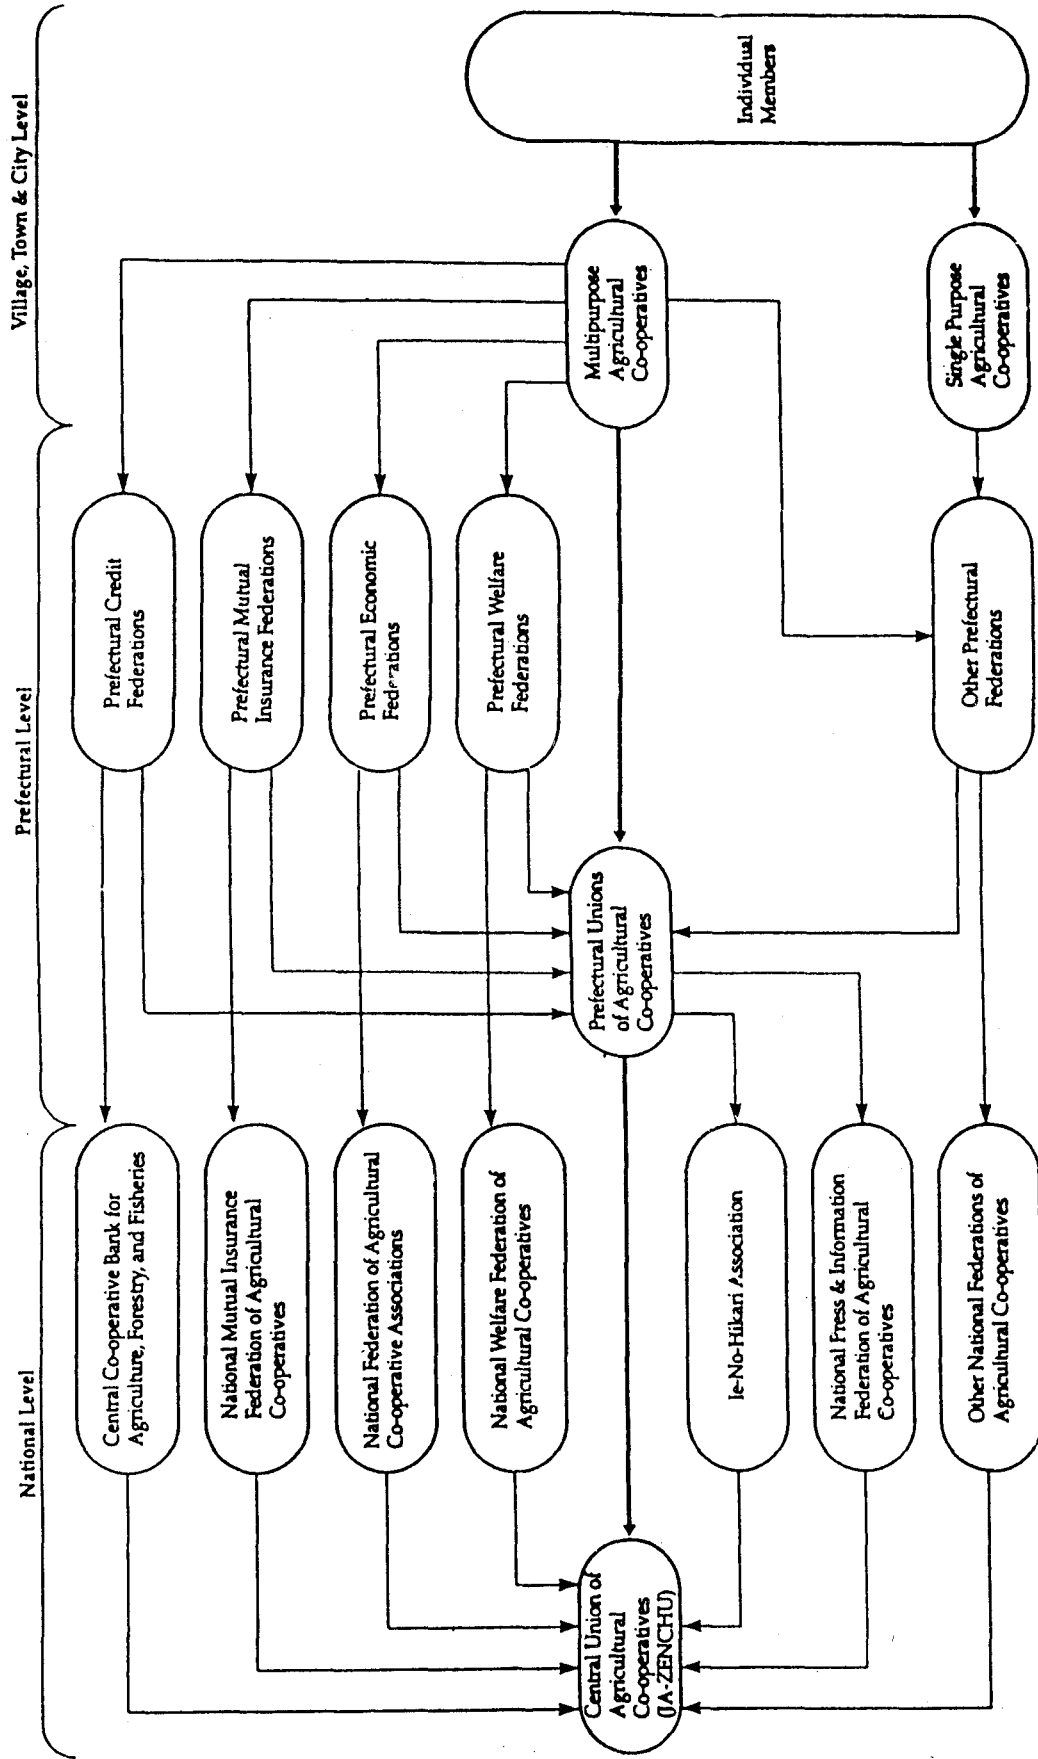 National Level
Prefectural Level
Village, Town & City Level
Central Co-operative Bank for
Agriculture, Forestry, and Fisheries
National Mutual Insurance
Federation of Agricultural
Co-operatives
National Federation of Agricultural
Co-operative Associations
National Welfare Federation of
Agricultural Co-operatives
Central Union of
Agricultural
Co-operatives
(JA-ZENCHU)
Ie-No-Hikari Association
National Press & Information
Federation of Agricultural
Co-operatives
Other National Federations of
Agricultural Co-operatives
Prefectural Credit
Federations
Prefectural Mutual
Insurance Federations
Prefectural Economic
Federations
Prefectural Welfare
Federations
Prefectural Unions
of Agricultural
Co-operatives
Other Prefectural
Federations
Multipurpose
Agricultural
Co-operatives
Single Purpose
Agricultural
Co-operatives
Individual
Members